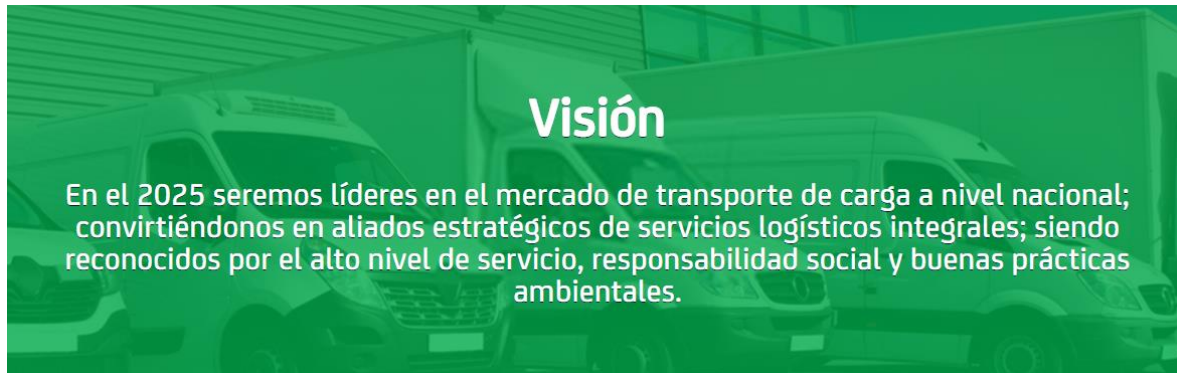 Visión
En el 2025 seremos líderes en el mercado de transporte de carga a nivel nacional;
convirtiéndonos en aliados estratégicos de servicios logísticos integrales; siendo
reconocidos por el alto nivel de servicio, responsabilidad social y buenas prácticas
ambientales.